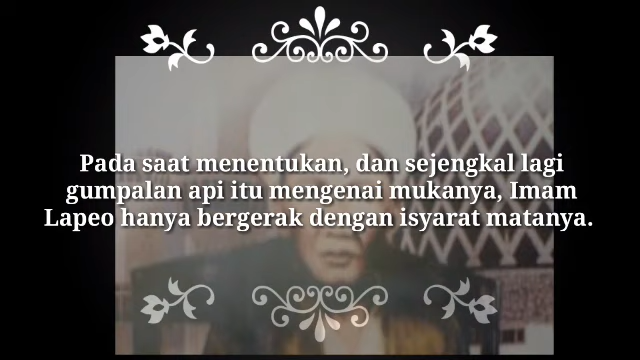 Pada saat menentukan, dan sejengkal lagi
gumpalan api itu mengenai mukanya, Imam
Lapeo hanya bergerak dengan isyarat matanya.